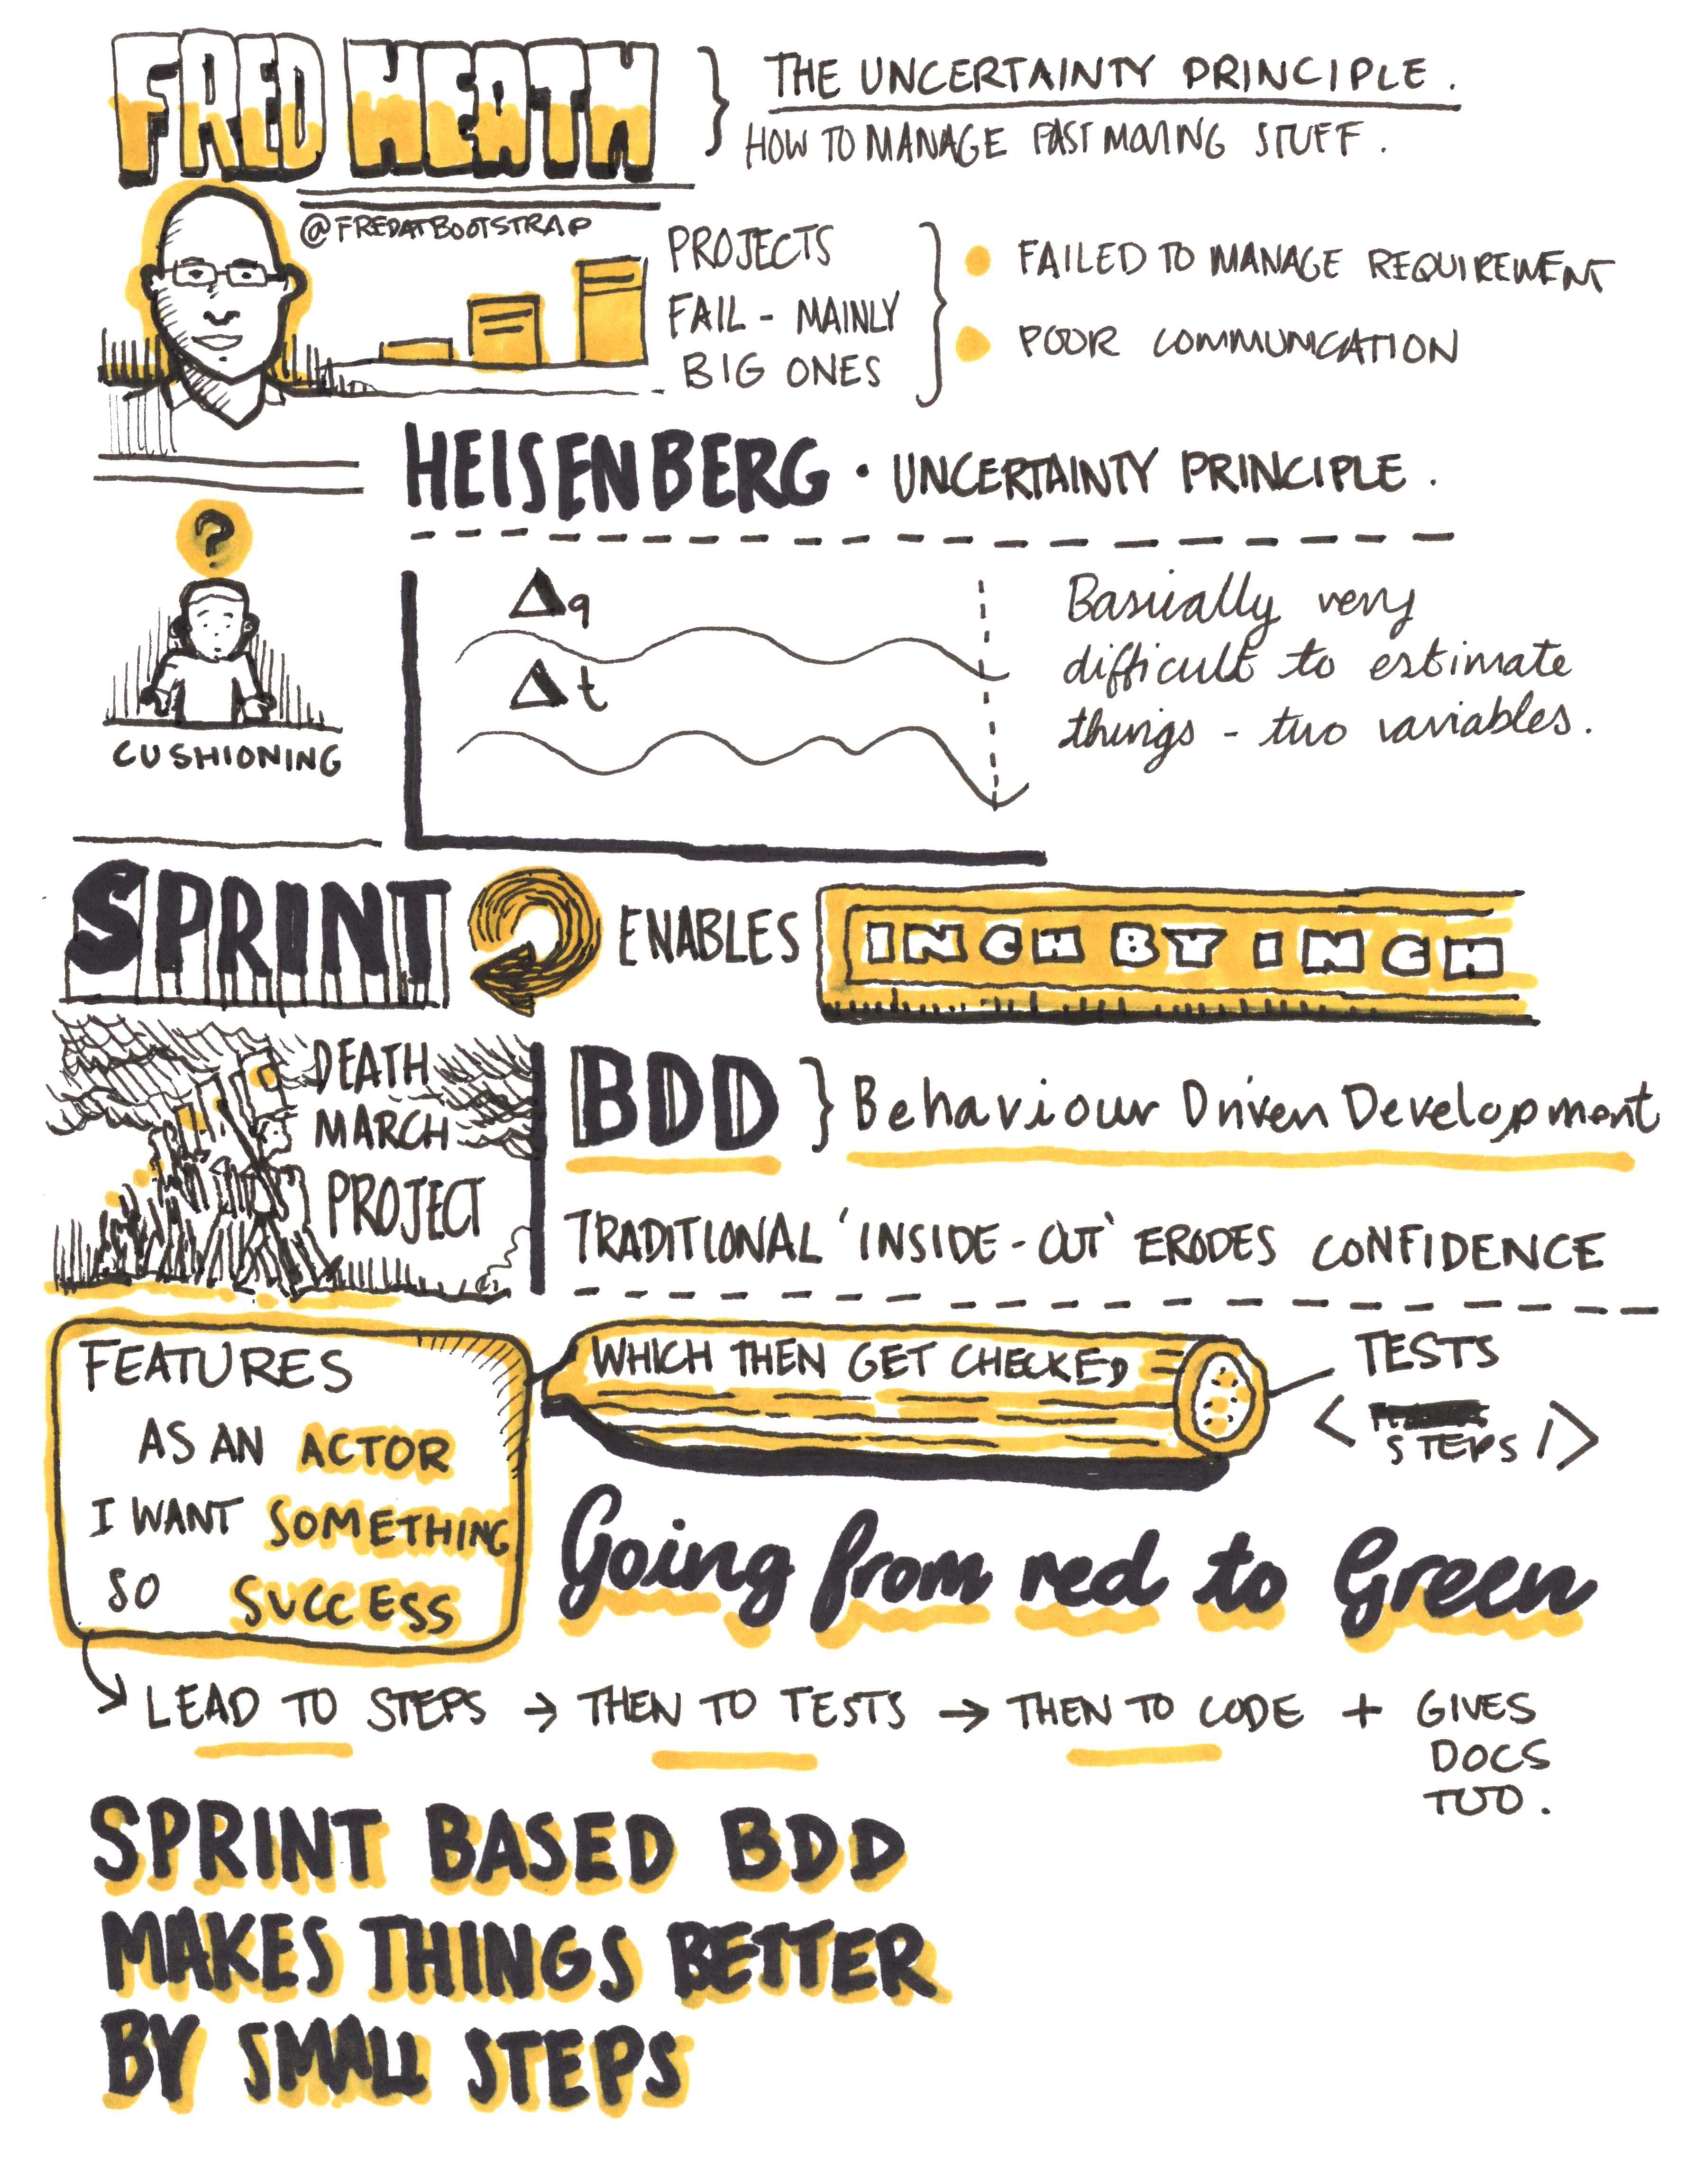 FRED HEATH
THE UNCERTAINTY PRINCIPLE.
HOW TO MANAGE FAST MOVING STUFF.
@FREDATBOOTSTRAP
PROJECTS
FAIL - MAINLY
BIG ONES
FAILED TO MANAGE REQUIREMENT
POOR COMMUNICATION
HEISENBERG · UNCERTAINTY PRINCIPLE.
?
CUSHIONING
Δq
Δt
Basically very
difficult to estimate
things - two variables.
SPRINT
ENABLES
INCH BY INCH
DEATH
MARCH
PROJECT
BDD } Behaviour Driven Development
TRADITIONAL 'INSIDE-OUT' ERODES CONFIDENCE
FEATURES
AS AN ACTOR
I WANT SOMETHING
SO SUCCESS
WHICH THEN GET CHECKED
TESTS
< STEPS />
Going from red to Green
LEAD TO STEPS → THEN TO TESTS → THEN TO CODE + GIVES
DOCS
TOO.
SPRINT BASED BDD
MAKES THINGS BETTER
BY SMALL STEPS